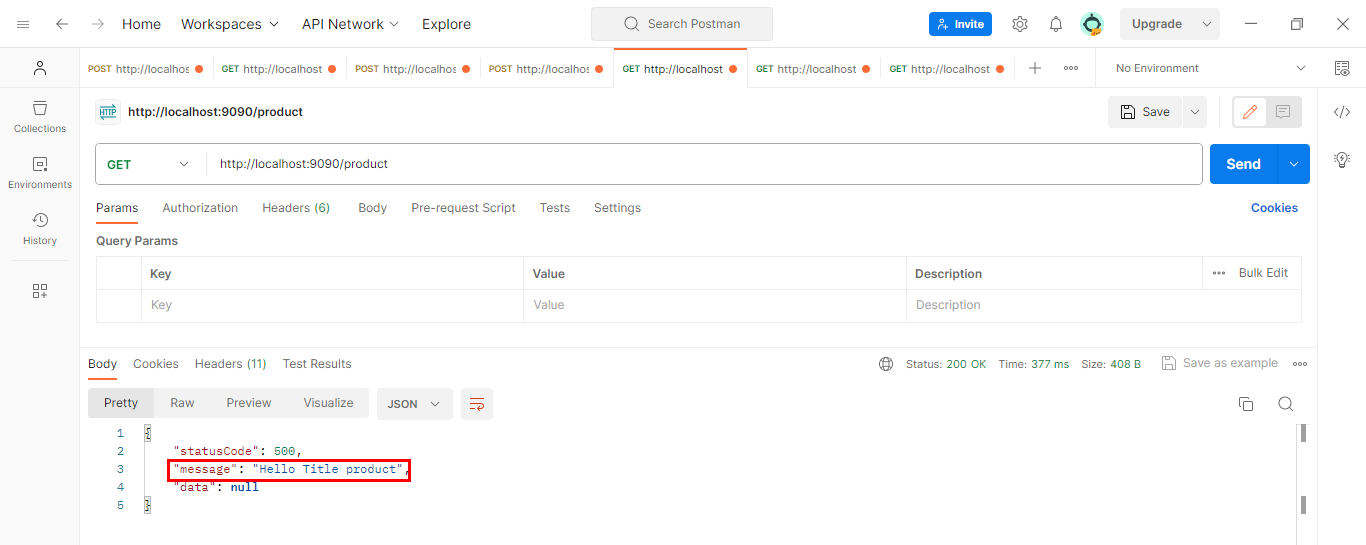 Home Workspaces API Network Explore Search Postman Invite Upgrade
POST http://localhos GET http://localhost POST http://localhos POST http://localhos GET http://localhost GET http://localhost GET http://localhost No Environment
HTTP http://localhost:9090/product Save
Collections
GET http://localhost:9090/product Send
Environments
Params Authorization Headers (6) Body Pre-request Script Tests Settings Cookies
History
Query Params
Key Value Description Bulk Edit
Key Value Description
Body Cookies Headers (11) Test Results Status: 200 OK Time: 377 ms Size: 408 B Save as example
Pretty Raw Preview Visualize JSON
1 {
2 "statusCode": 500,
3 "message": "Hello Title product",
4 "data": null
5 }